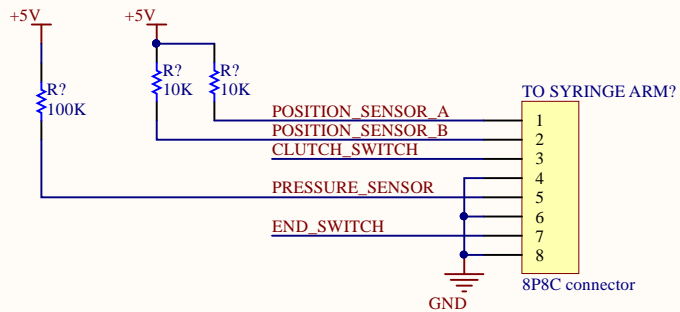 +5V
+5V
R?
100K
R?
10K
R?
10K
TO SYRINGE ARM?
POSITION_SENSOR_A
1
POSITION_SENSOR_B
2
CLUTCH_SWITCH
3
4
PRESSURE_SENSOR
5
6
END_SWITCH
7
8
8P8C connector
GND